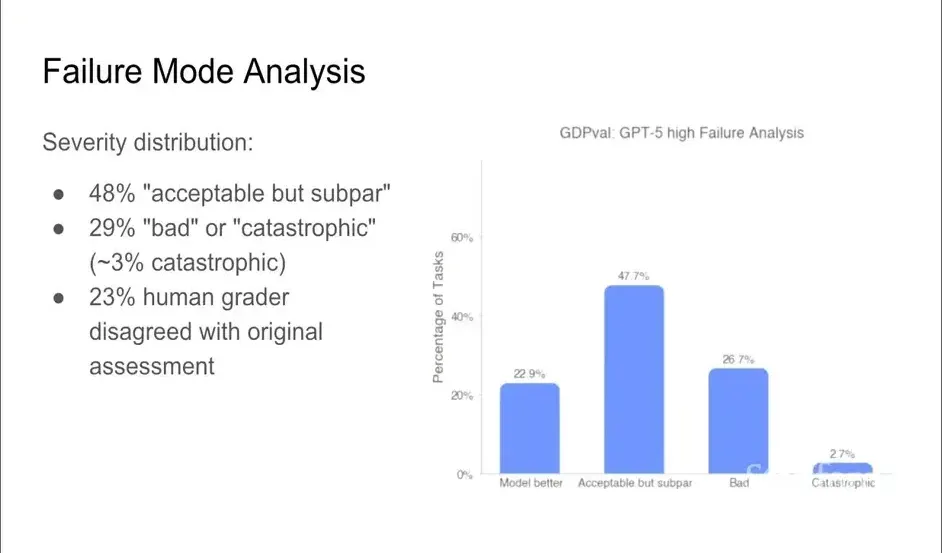 Failure Mode Analysis
Severity distribution:
● 48% "acceptable but subpar"
● 29% "bad" or "catastrophic"
(~3% catastrophic)
● 23% human grader
disagreed with original
assessment
GDPval: GPT-5 high Failure Analysis
Percentage of Tasks
60%
40%
20%
0%
22.9%
47.7%
26.7%
2.7%
Model better
Acceptable but subpar
Bad
Catastrophic